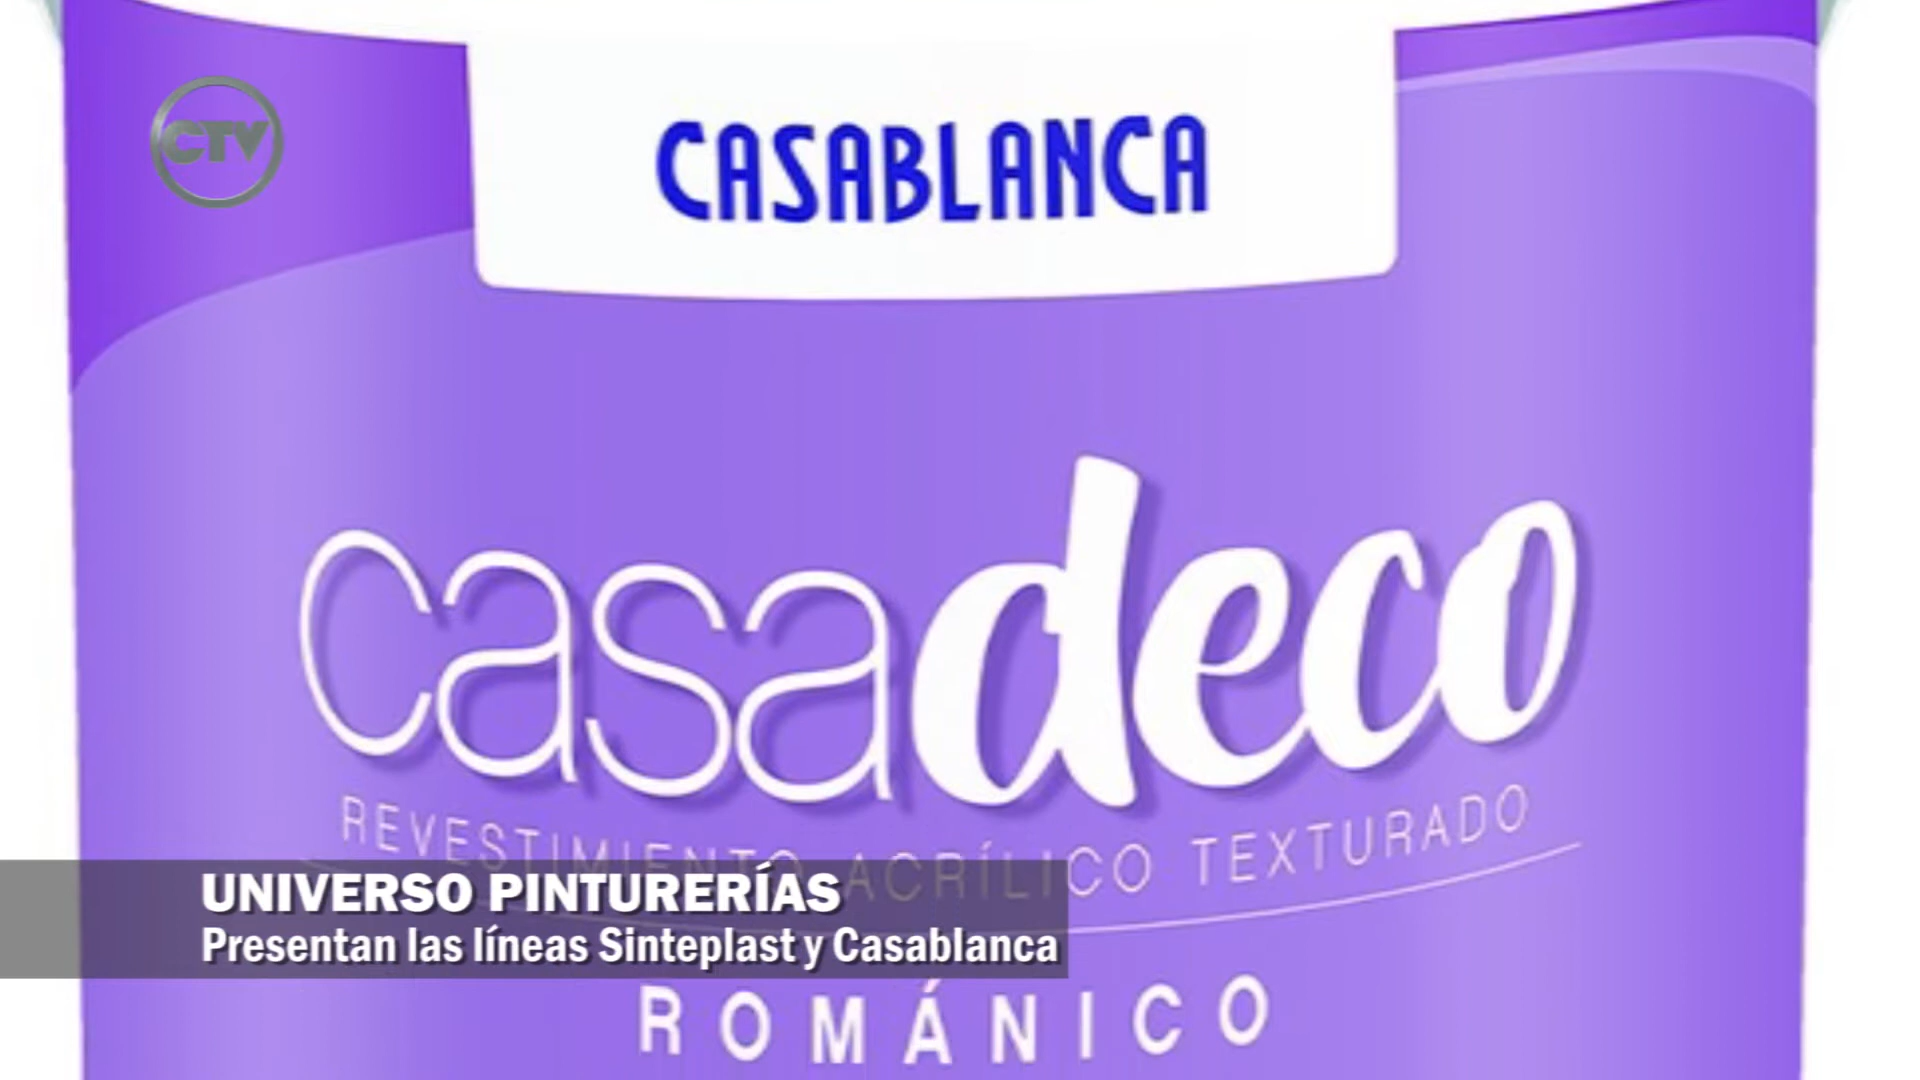 CTV
CASABLANCA
casadeco
REVESTIMIENTO ACRÍLICO TEXTURADO
UNIVERSO PINTURERÍAS
Presentan las líneas Sinteplast y Casablanca
ROMÁNICO